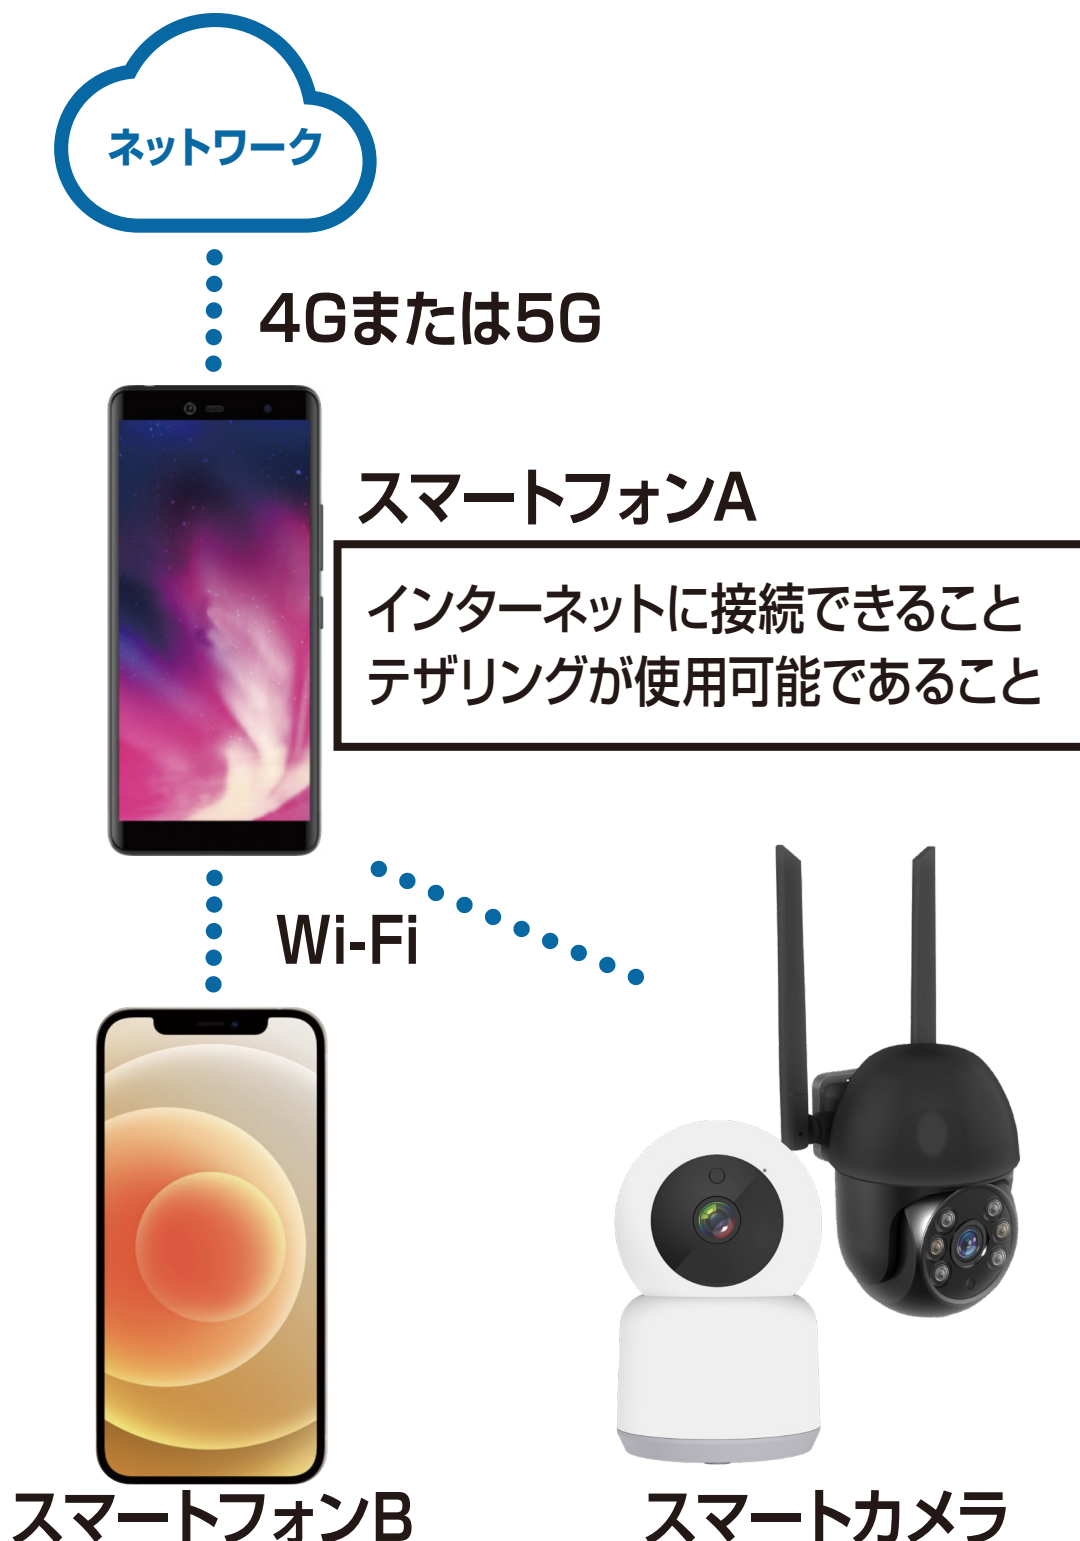 ネットワーク
4Gまたは5G
スマートフォンA
インターネットに接続できること
テザリングが使用可能であること
Wi-Fi
スマートフォンB
スマートカメラ